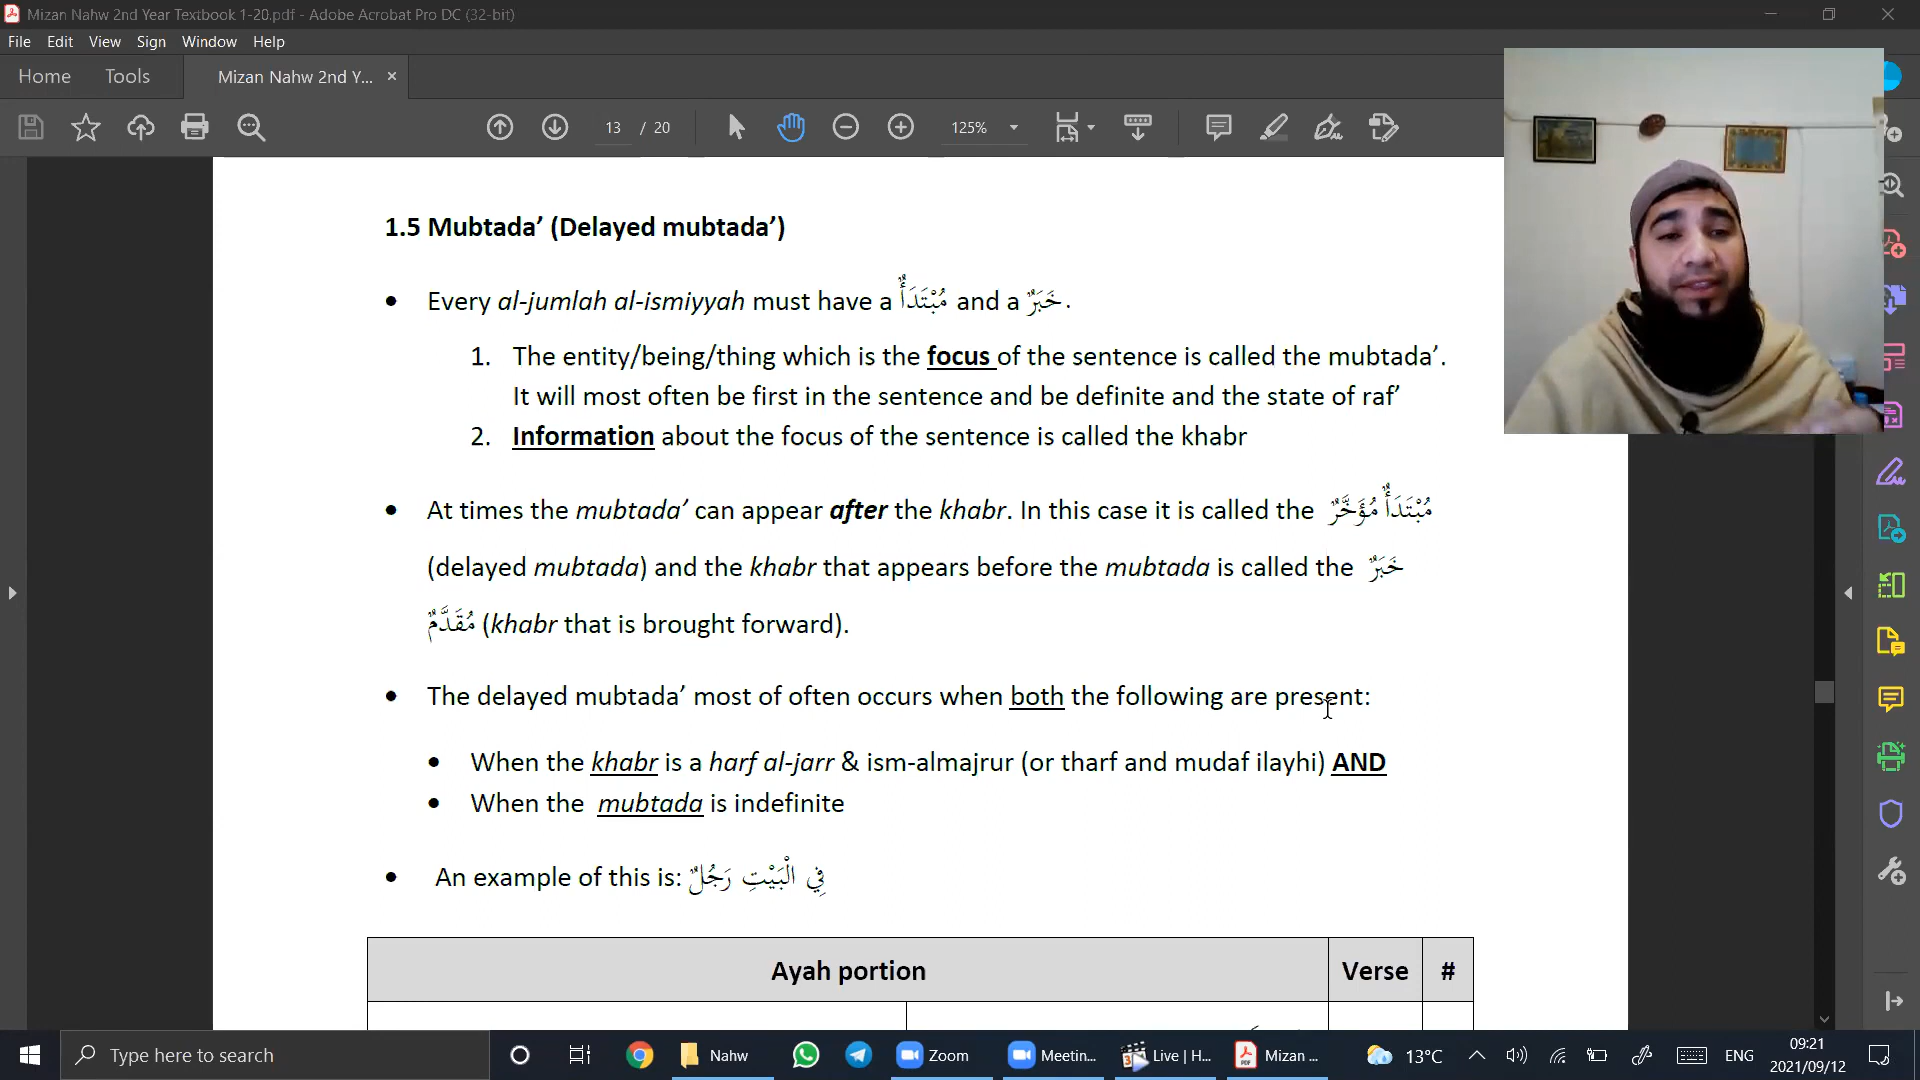 Mizan Nahw 2nd Year Textbook 1-20.pdf - Adobe Acrobat Pro DC (32-bit)
File Edit View Sign Window Help
Home Tools Mizan Nahw 2nd Y... ×
13 / 20 125%
1.5 Mubtada’ (Delayed mubtada’)
• Every al-jumlah al-ismiyyah must have a مُبْتَدَأٌ and a خَبَرٌ.
1. The entity/being/thing which is the focus of the sentence is called the mubtada’.
It will most often be first in the sentence and be definite and the state of raf’
2. Information about the focus of the sentence is called the khabr
• At times the mubtada’ can appear after the khabr. In this case it is called the مُبْتَدَأٌ مُؤَخَّرٌ
(delayed mubtada) and the khabr that appears before the mubtada is called the خَبَرٌ
مُقَدَّمٌ (khabr that is brought forward).
• The delayed mubtada’ most of often occurs when both the following are present:
• When the khabr is a harf al-jarr & ism-almajrur (or tharf and mudaf ilayhi) AND
• When the mubtada is indefinite
• An example of this is: فِي الْبَيْتِ رَجُلٌ
Ayah portion Verse #
Type here to search Nahw Zoom Meetin... Live | H... Mizan ... 13°C ENG 09:21
2021/09/12